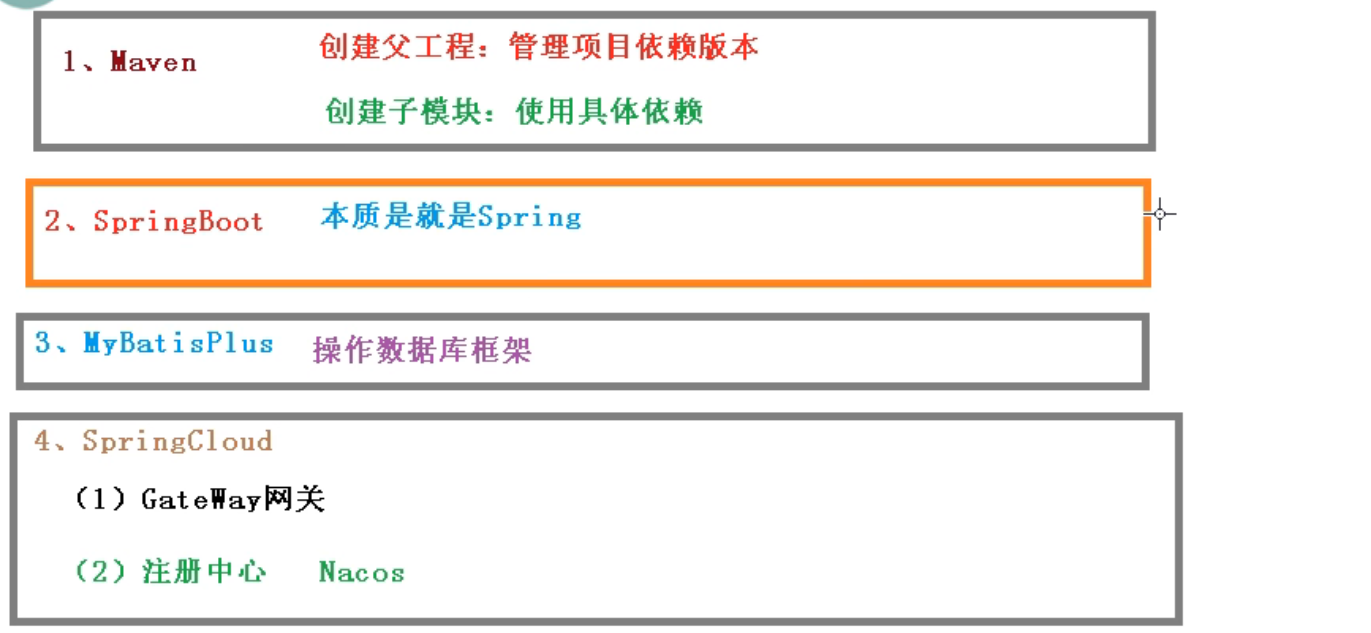 1、Maven 创建父工程：管理项目依赖版本
创建子模块：使用具体依赖
2、SpringBoot 本质是就是Spring
3、MyBatisPlus 操作数据库框架
4、SpringCloud
（1）GateWay网关
（2）注册中心 Nacos